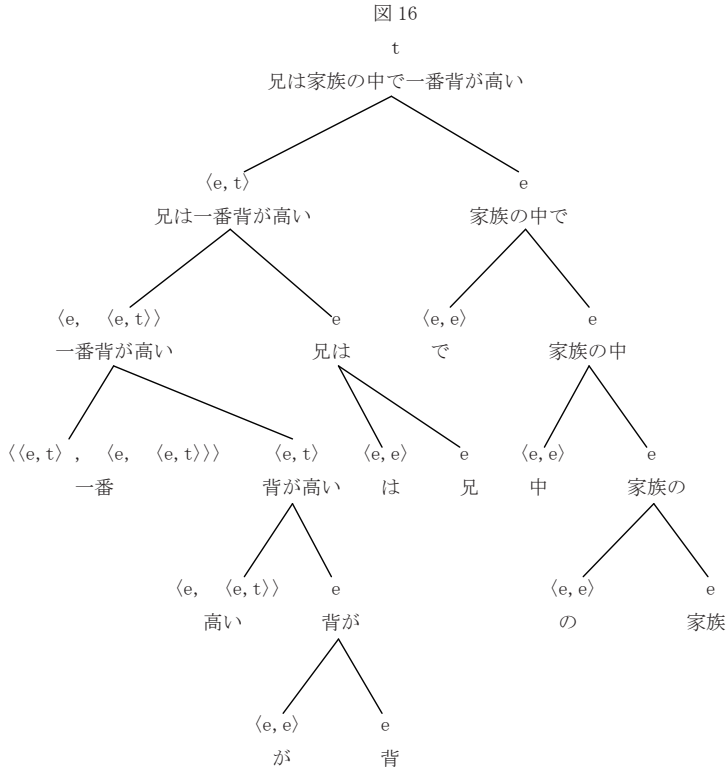 図 16
t
兄は家族の中で一番背が高い
〈e,t〉 e
兄は一番背が高い 家族の中で
〈e, 〈e,t〉〉 e 〈e,e〉 e
一番背が高い 兄は で 家族の中
〈〈e,t〉, 〈e, 〈e,t〉〉〉 〈e,t〉 〈e,e〉 e 〈e,e〉 e
一番 背が高い は 兄 中 家族の
〈e, 〈e,t〉〉 e 〈e,e〉 e
高い 背が の 家族
〈e,e〉 e
が 背